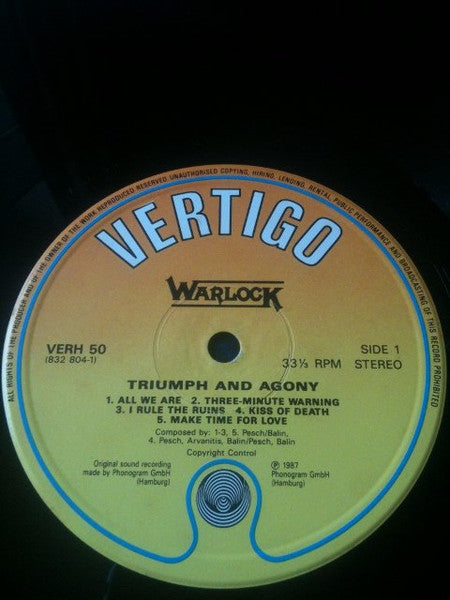 ALL RIGHTS OF THE PRODUCER AND OF THE OWNER OF THE WORK REPRODUCED RESERVED. UNAUTHORISED COPYING, HIRING, LENDING, RENTAL, PUBLIC PERFORMANCE AND BROADCASTING OF THIS RECORD PROHIBITED
VERTIGO
WARLOCK
VERH 50
(832 804-1)
33⅓ RPM
SIDE 1
STEREO
TRIUMPH AND AGONY
1. ALL WE ARE 2. THREE-MINUTE WARNING
3. I RULE THE RUINS 4. KISS OF DEATH
5. MAKE TIME FOR LOVE
Composed by: 1-3, 5. Pesch/Balin,
4. Pesch, Arvanitis, Balin/Pesch, Balin
Copyright Control
Original sound recording
made by Phonogram GmbH
(Hamburg)
℗ 1987
Phonogram GmbH
(Hamburg)